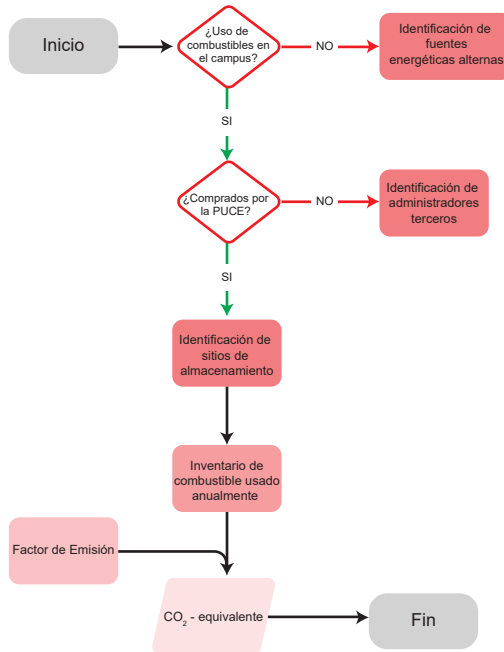 Inicio
¿Uso de
combustibles en
el campus?
NO
Identificación de
fuentes
energéticas alternas
SI
¿Comprados por
la PUCE?
NO
Identificación de
administradores
terceros
SI
Identificación de
sitios de
almacenamiento
Inventario de
combustible usado
anualmente
Factor de Emisión
CO₂ - equivalente
Fin